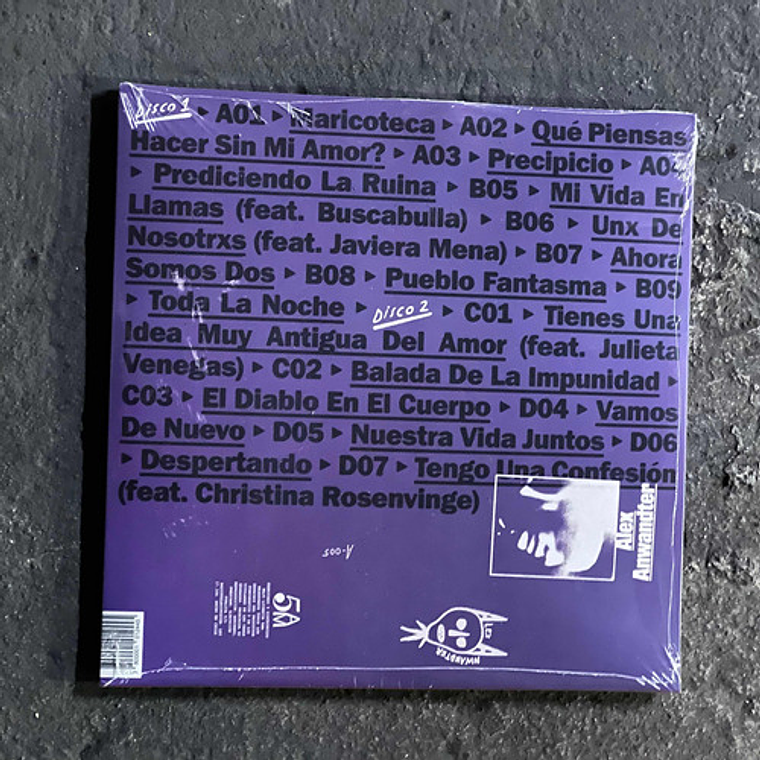 Disco 1 ▸ A01 ▸ Maricoteca ▸ A02 ▸ Qué Piensas
Hacer Sin Mi Amor? ▸ A03 ▸ Precipicio ▸ A04
▸ Prediciendo La Ruina ▸ B05 ▸ Mi Vida En
Llamas (feat. Buscabulla) ▸ B06 ▸ Unx De
Nosotrxs (feat. Javiera Mena) ▸ B07 ▸ Ahora
Somos Dos ▸ B08 ▸ Pueblo Fantasma ▸ B09
▸ Toda La Noche ▸ Disco 2 ▸ C01 ▸ Tienes Una
Idea Muy Antigua Del Amor (feat. Julieta
Venegas) ▸ C02 ▸ Balada De La Impunidad ▸
C03 ▸ El Diablo En El Cuerpo ▸ D04 ▸ Vamos
De Nuevo ▸ D05 ▸ Nuestra Vida Juntos ▸ D06
▸ Despertando ▸ D07 ▸ Tengo Una Confesión
(feat. Christina Rosenvinge)
Alex
Anwandter
A-005
5AM